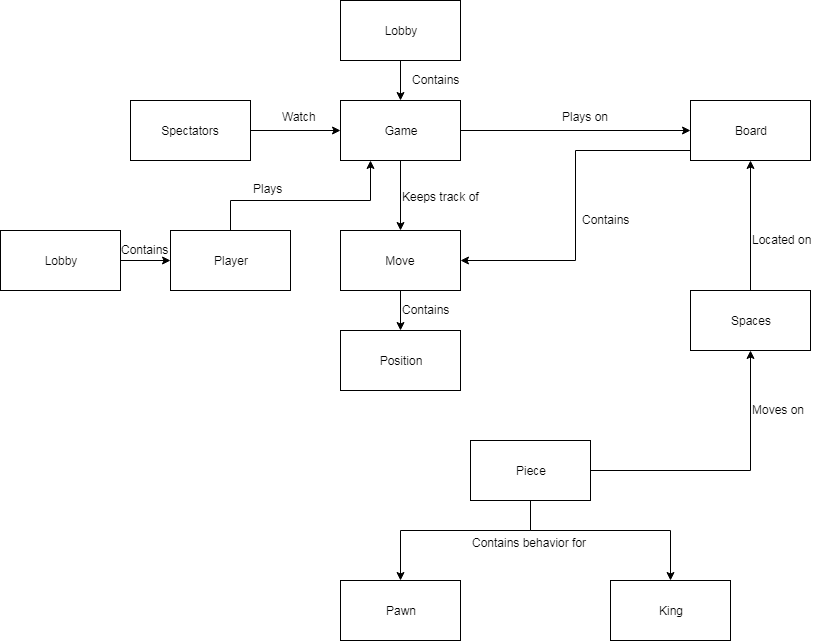 Lobby
Contains
Spectators
Watch
Game
Plays on
Board
Plays
Keeps track of
Contains
Located on
Lobby
Contains
Player
Move
Contains
Position
Spaces
Moves on
Piece
Contains behavior for
Pawn
King